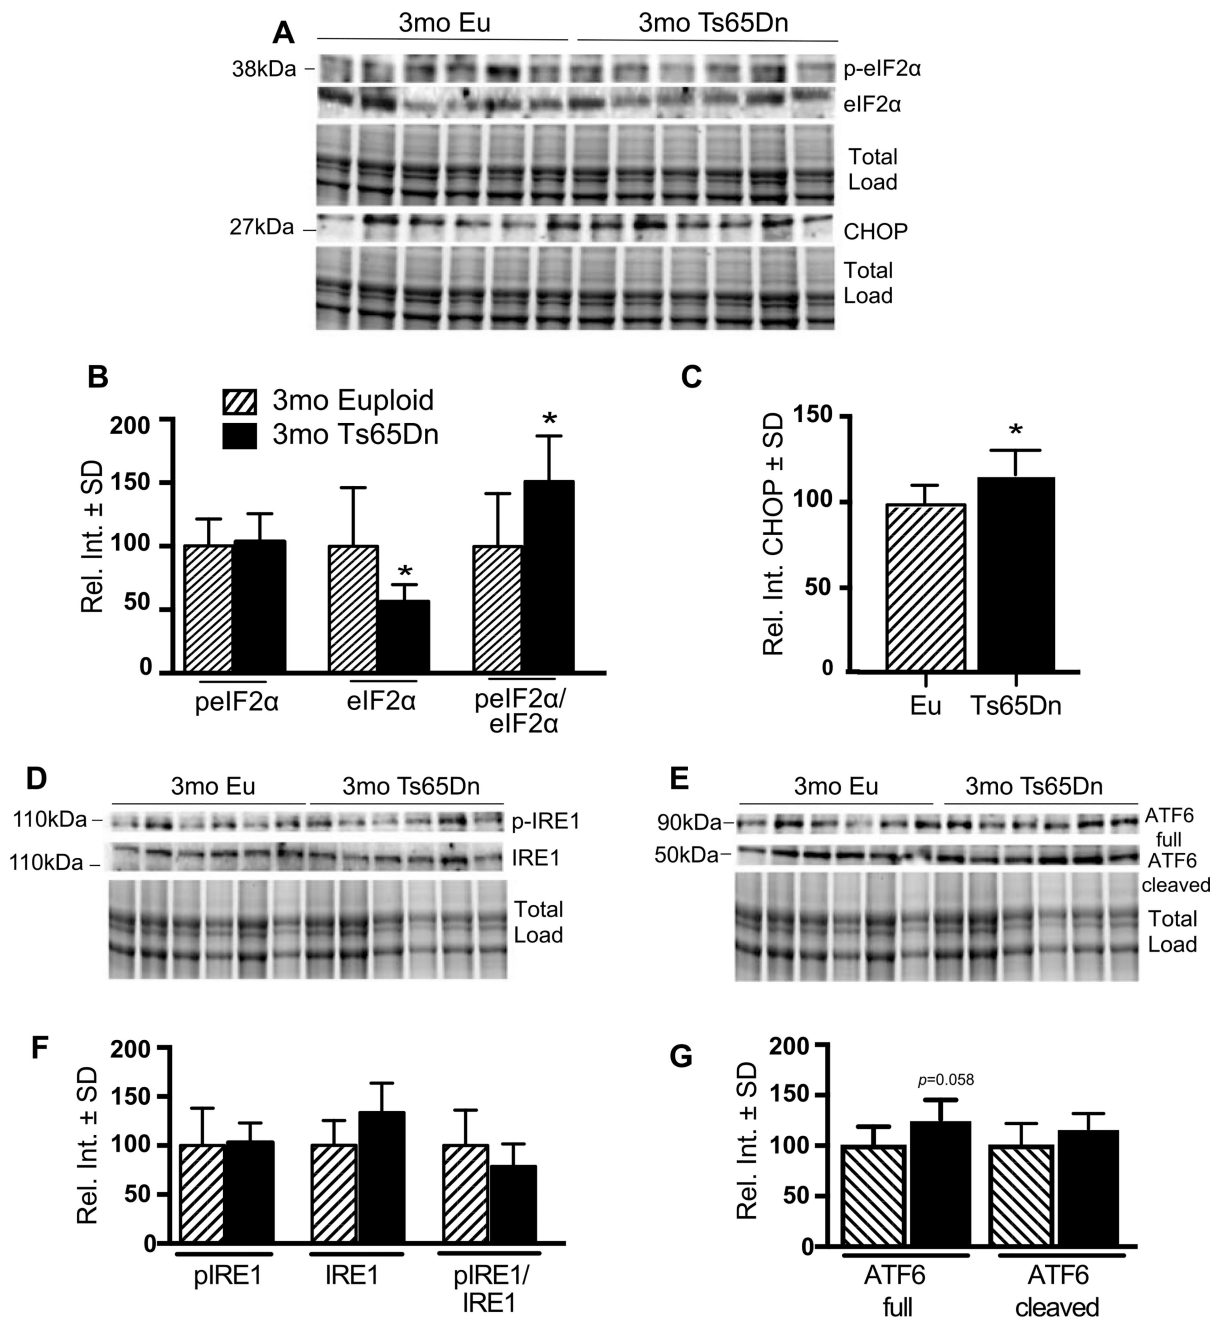 A
3mo Eu
3mo Ts65Dn
38kDa
p-eIF2α
eIF2α
Total
Load
27kDa
CHOP
Total
Load
B
3mo Euploid
3mo Ts65Dn
Rel. Int. ± SD
200
150
100
50
0
*
*
peIF2α
eIF2α
peIF2α/
eIF2α
C
Rel. Int. CHOP ± SD
150
100
50
0
*
Eu
Ts65Dn
D
3mo Eu
3mo Ts65Dn
110kDa
p-IRE1
110kDa
IRE1
Total
Load
E
3mo Eu
3mo Ts65Dn
90kDa
ATF6
full
50kDa
ATF6
cleaved
Total
Load
F
Rel. Int. ± SD
200
150
100
50
0
pIRE1
IRE1
pIRE1/
IRE1
G
Rel. Int. ± SD
200
150
100
50
0
p=0.058
ATF6
full
ATF6
cleaved